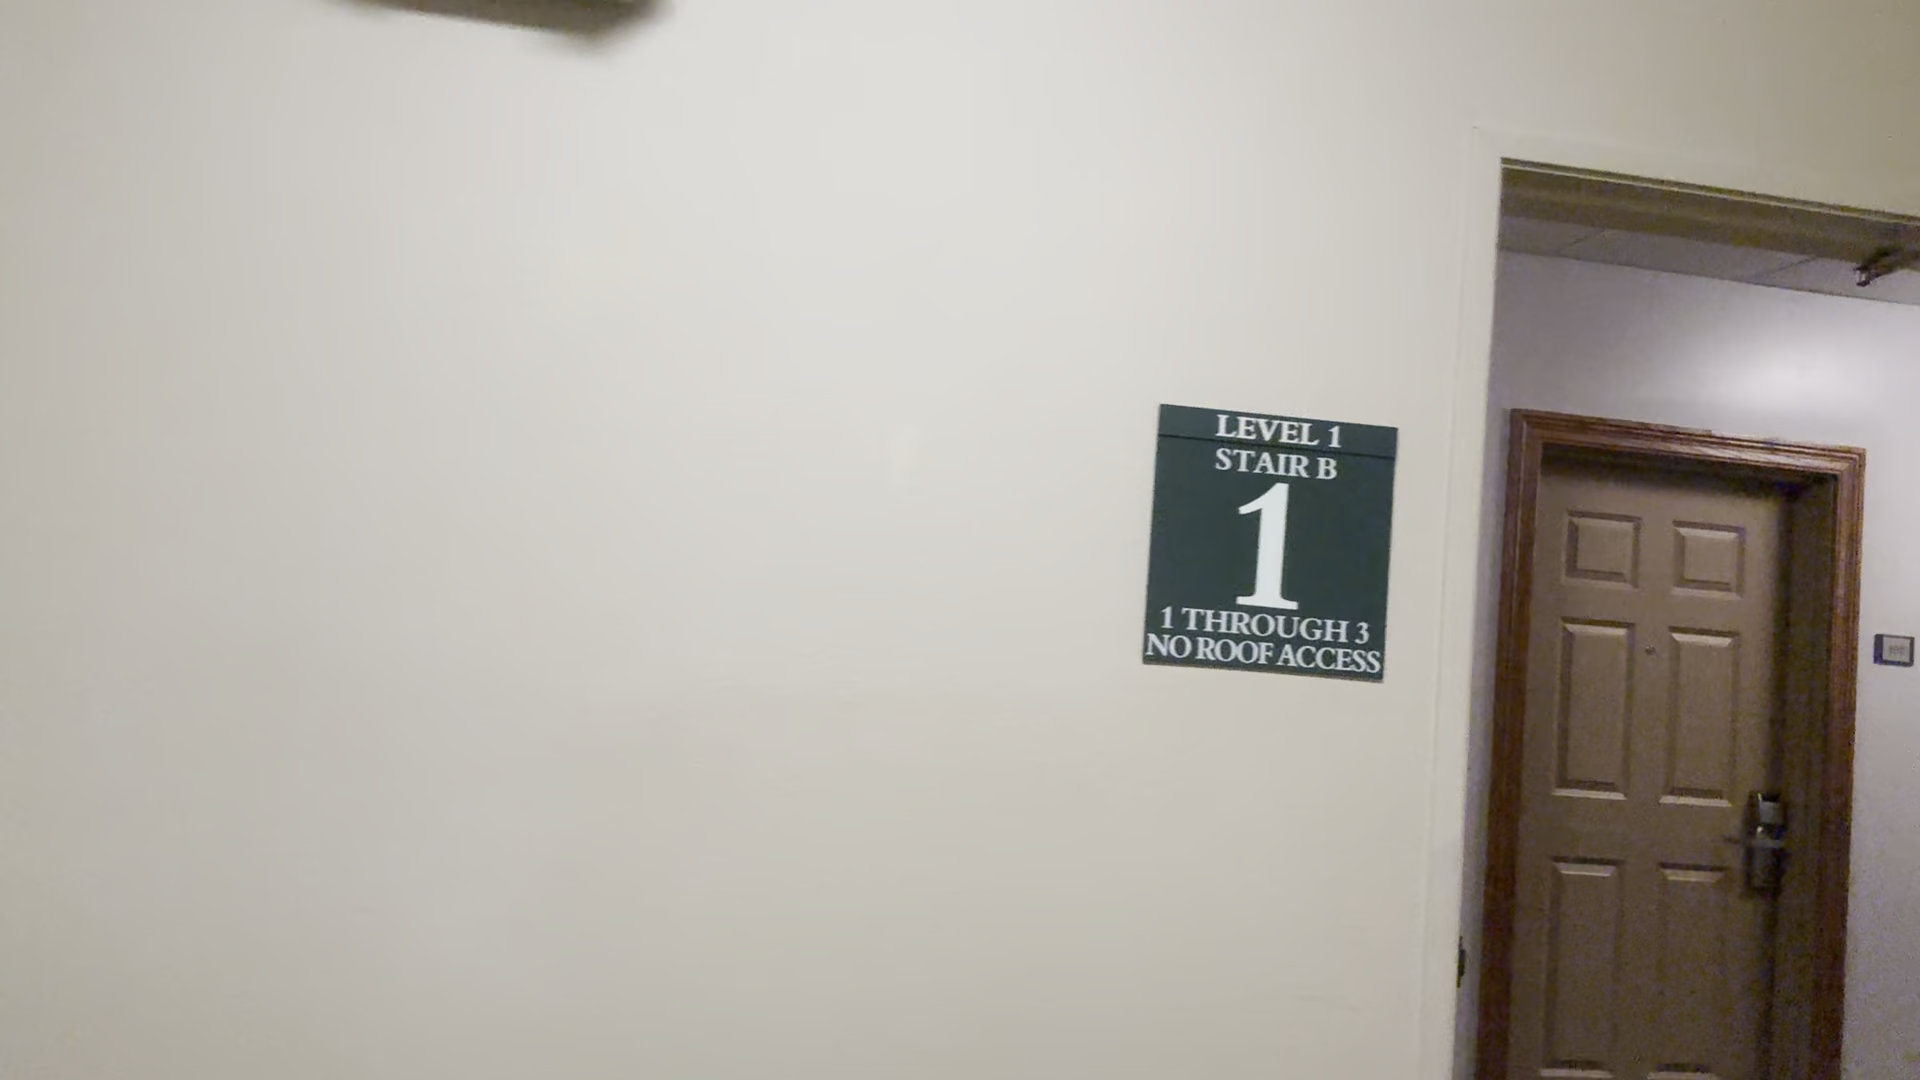 LEVEL 1
STAIR B
1
1 THROUGH 3
NO ROOF ACCESS